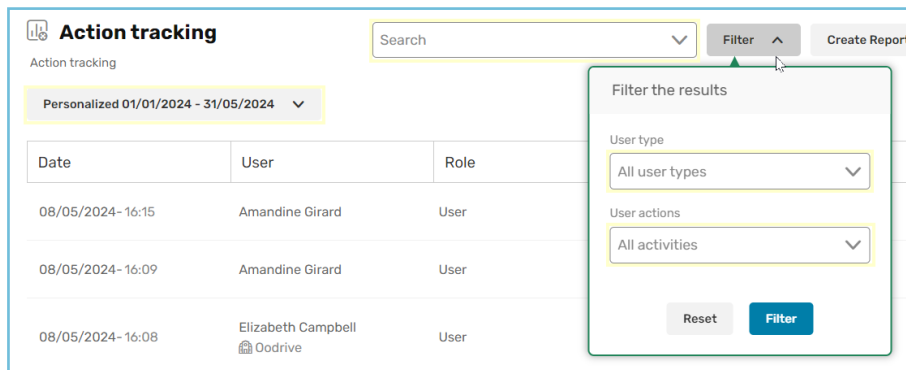 Action tracking
Search
Filter
Create Report
Action tracking
Personalized 01/01/2024 - 31/05/2024
Filter the results
User type
All user types
User actions
All activities
Reset
Filter
Date
User
Role
08/05/2024- 16:15
Amandine Girard
User
08/05/2024- 16:09
Amandine Girard
User
08/05/2024- 16:08
Elizabeth Campbell
Oodrive
User